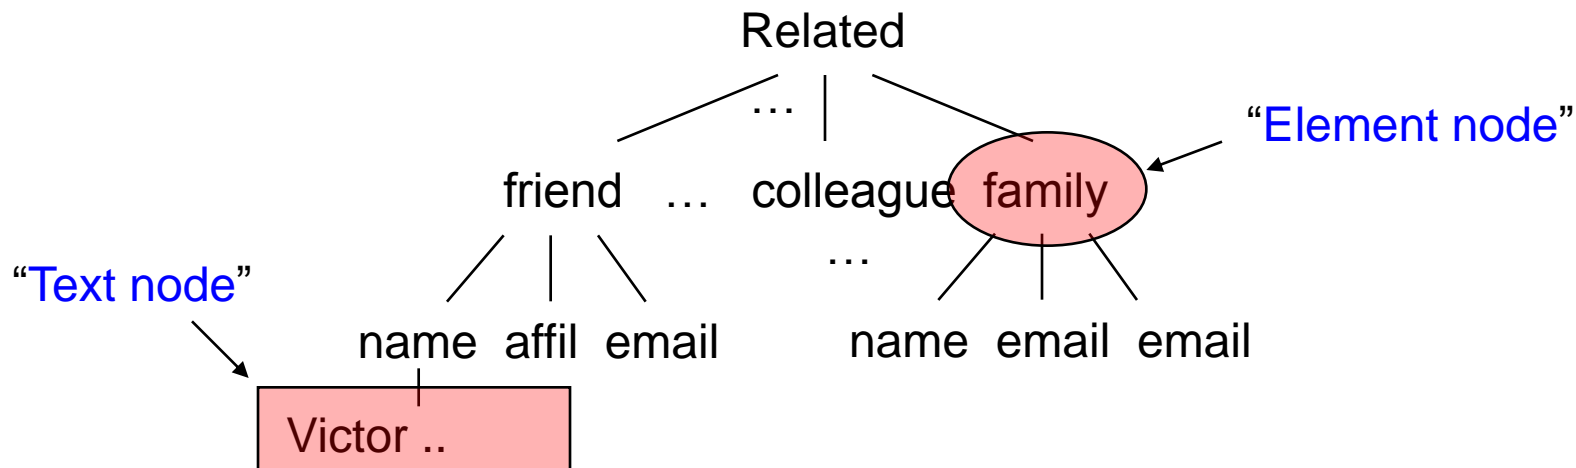 Related
…
“Element node”
friend … colleague family
…
“Text node”
name affil email name email email
Victor ..